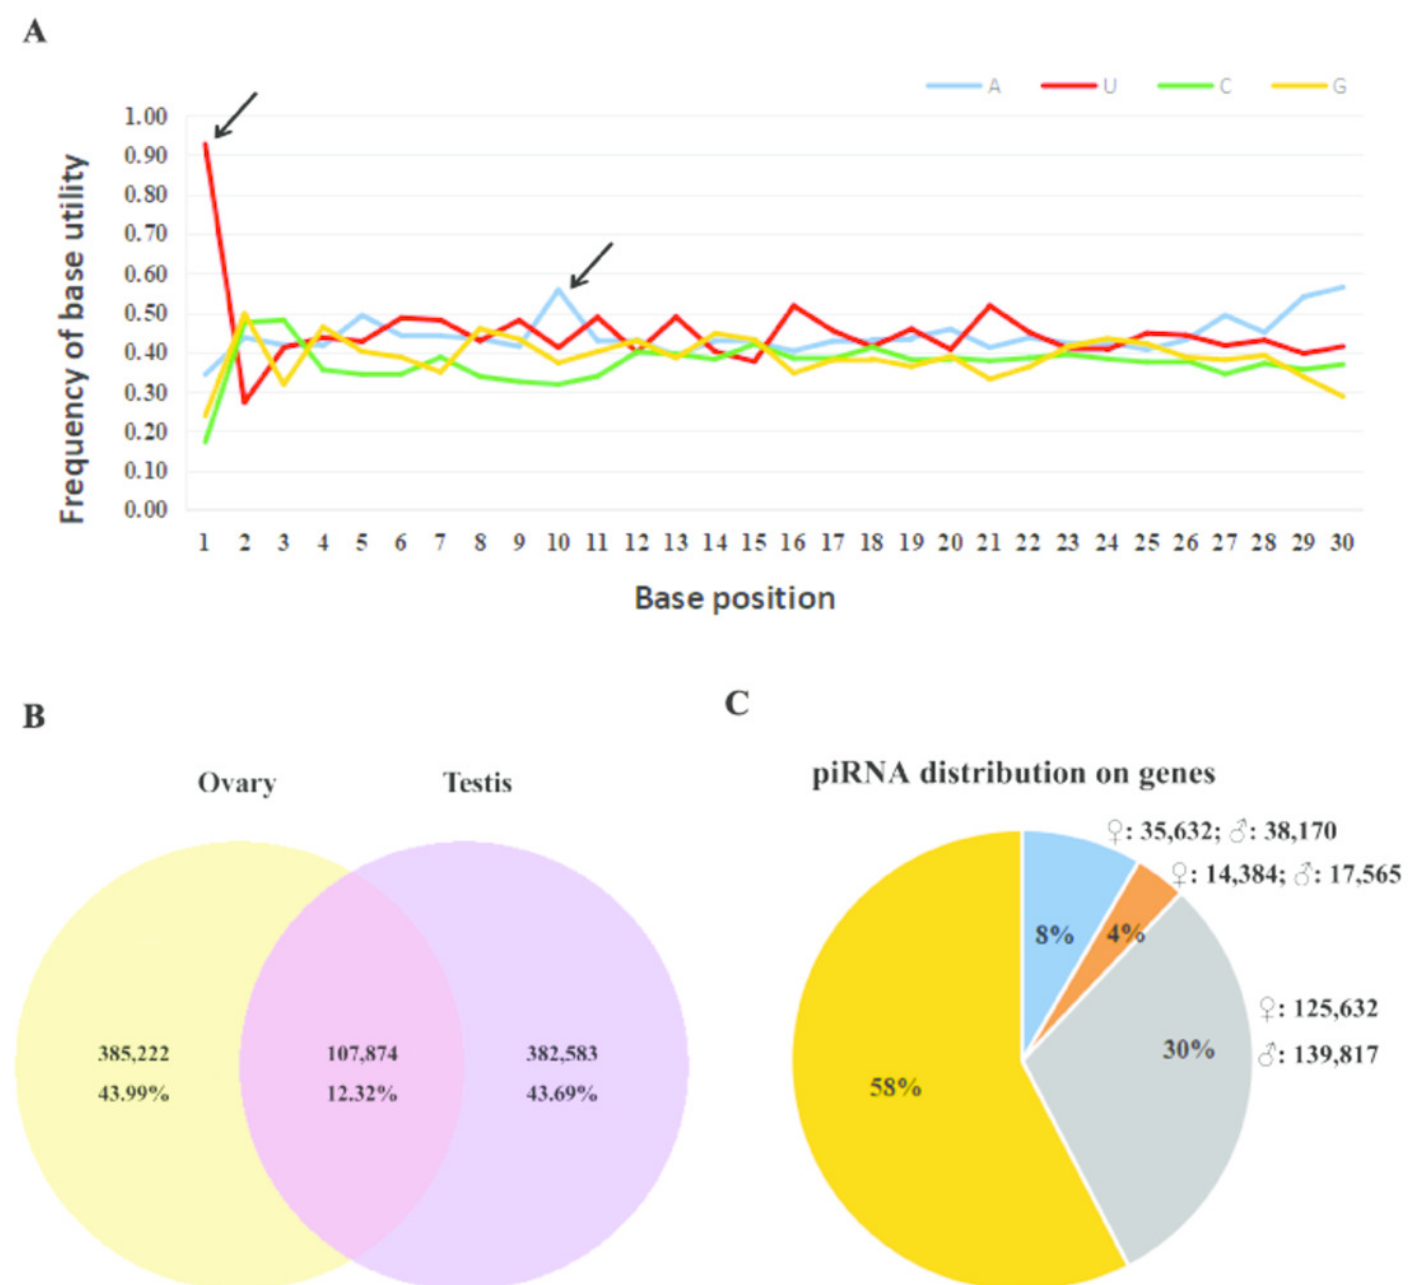 A
A U C G
1.00
0.90
0.80
0.70
0.60
0.50
0.40
0.30
0.20
0.10
0.00
Frequency of base utility
1 2 3 4 5 6 7 8 9 10 11 12 13 14 15 16 17 18 19 20 21 22 23 24 25 26 27 28 29 30
Base position
B
Ovary Testis
385,222 107,874 382,583
43.99% 12.32% 43.69%
C
piRNA distribution on genes
♀: 35,632; ♂: 38,170
♀: 14,384; ♂: 17,565
8% 4%
♀: 125,632
30%
♂: 139,817
58%